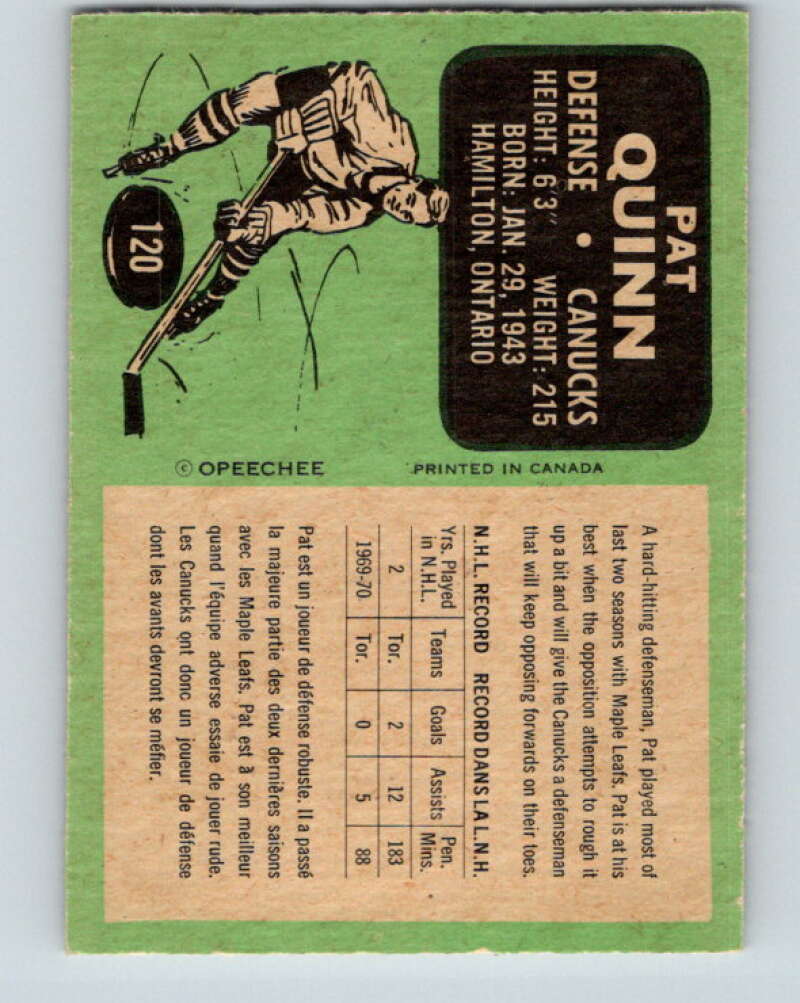 PAT
QUINN
DEFENSE • CANUCKS
HEIGHT: 6'3" WEIGHT: 215
BORN: JAN. 29, 1943
HAMILTON, ONTARIO
120
© OPEECHEE
PRINTED IN CANADA
A hard-hitting defenseman, Pat played most of
last two seasons with Maple Leafs. Pat is at his
best when the opposition attempts to rough it
up a bit and will give the Canucks a defenseman
that will keep opposing forwards on their toes.
N.H.L. RECORD RECORD DANS LA L.N.H.
Yrs. Played in N.H.L. Teams Goals Assists Pen. Mins.
2 Tor. 2 12 183
1969-70 Tor. 0 5 88
Pat est un joueur de défense robuste. Il a passé
la majeure partie des deux dernières saisons
avec les Maple Leafs. Pat est à son meilleur
quand l'équipe adverse essaie de jouer rude.
Les Canucks ont donc un joueur de défense
dont les avants devront se méfier.